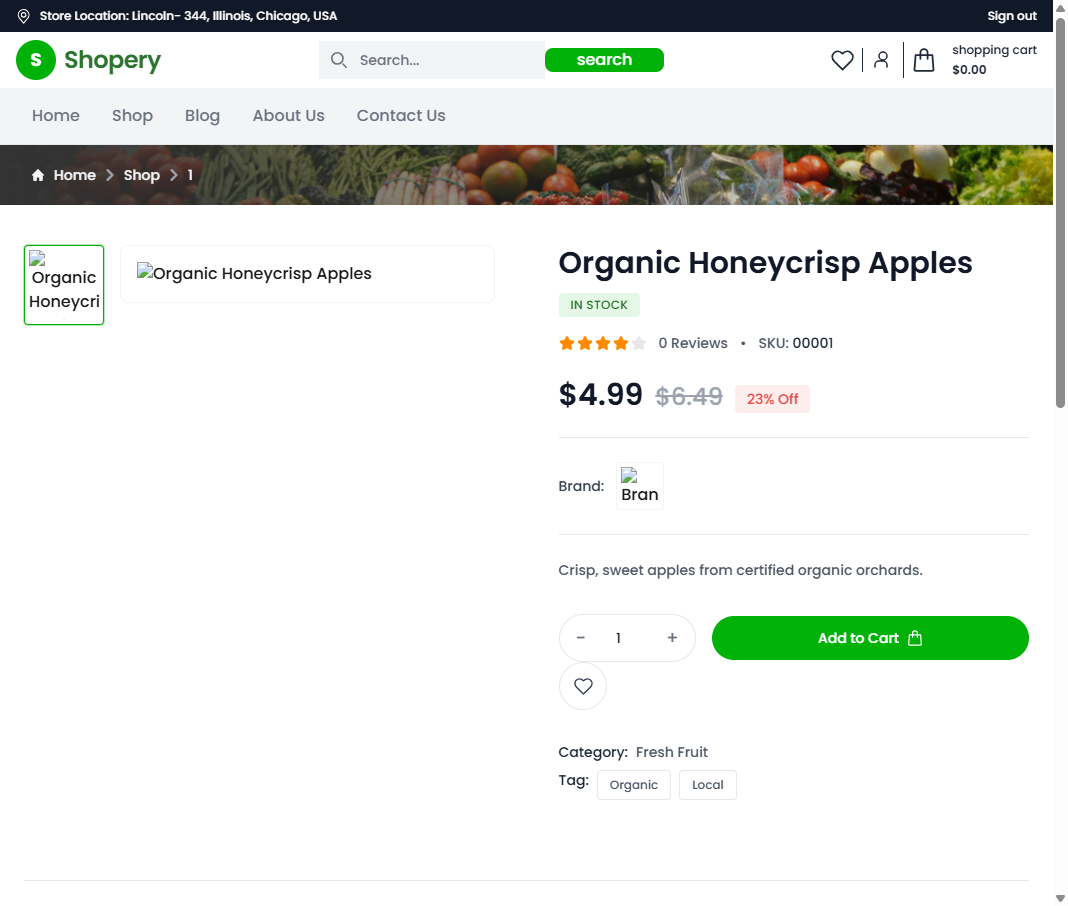 Store Location: Lincoln- 344, Illinois, Chicago, USA
Sign out
S Shopery
Search...
search
shopping cart
$0.00
Home Shop Blog About Us Contact Us
Home > Shop > 1
Organic
Honeycri
Organic Honeycrisp Apples
Organic Honeycrisp Apples
IN STOCK
0 Reviews • SKU: 00001
$4.99 $6.49 23% Off
Brand:
Bran
Crisp, sweet apples from certified organic orchards.
− 1 +
Add to Cart
Category: Fresh Fruit
Tag: Organic Local